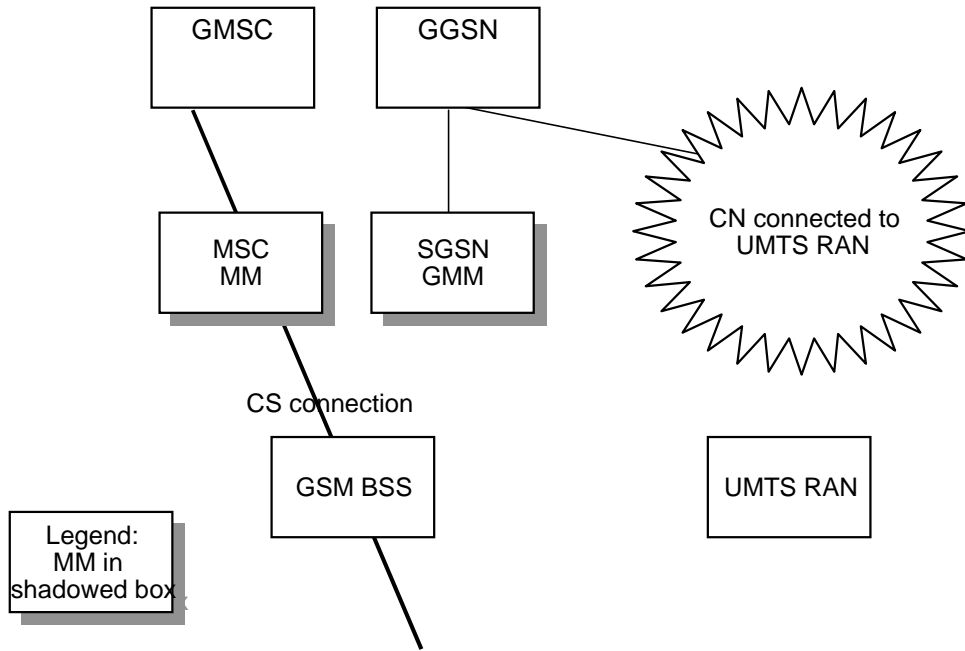 GMSC
GGSN
MSC
MM
SGSN
GMM
CN connected to
UMTS RAN
CS connection
GSM BSS
UMTS RAN
Legend:
MM in
shadowed box